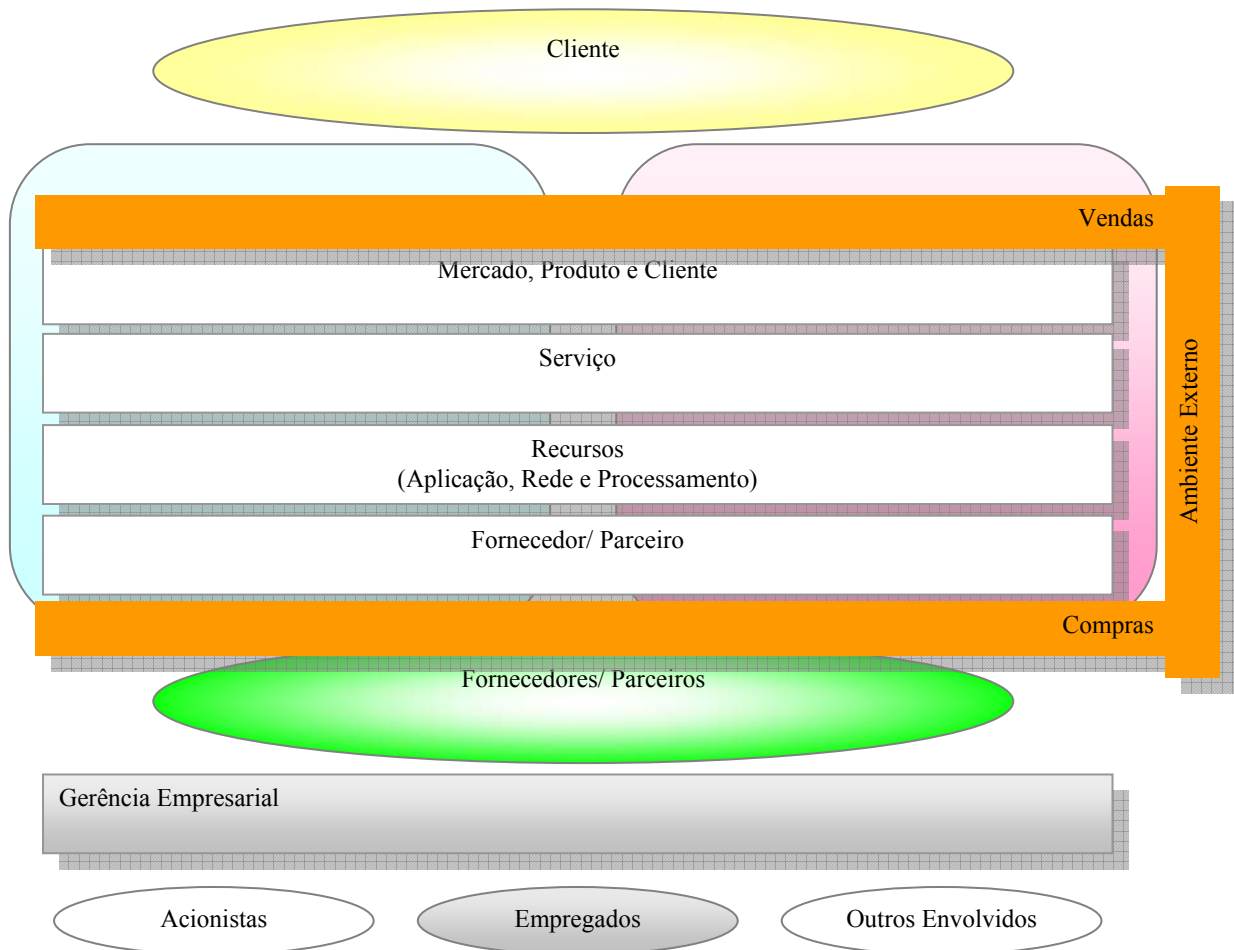 Cliente
Vendas
Mercado, Produto e Cliente
Serviço
Recursos
(Aplicação, Rede e Processamento)
Ambiente Externo
Fornecedor/ Parceiro
Compras
Fornecedores/ Parceiros
Gerência Empresarial
Acionistas
Empregados
Outros Envolvidos